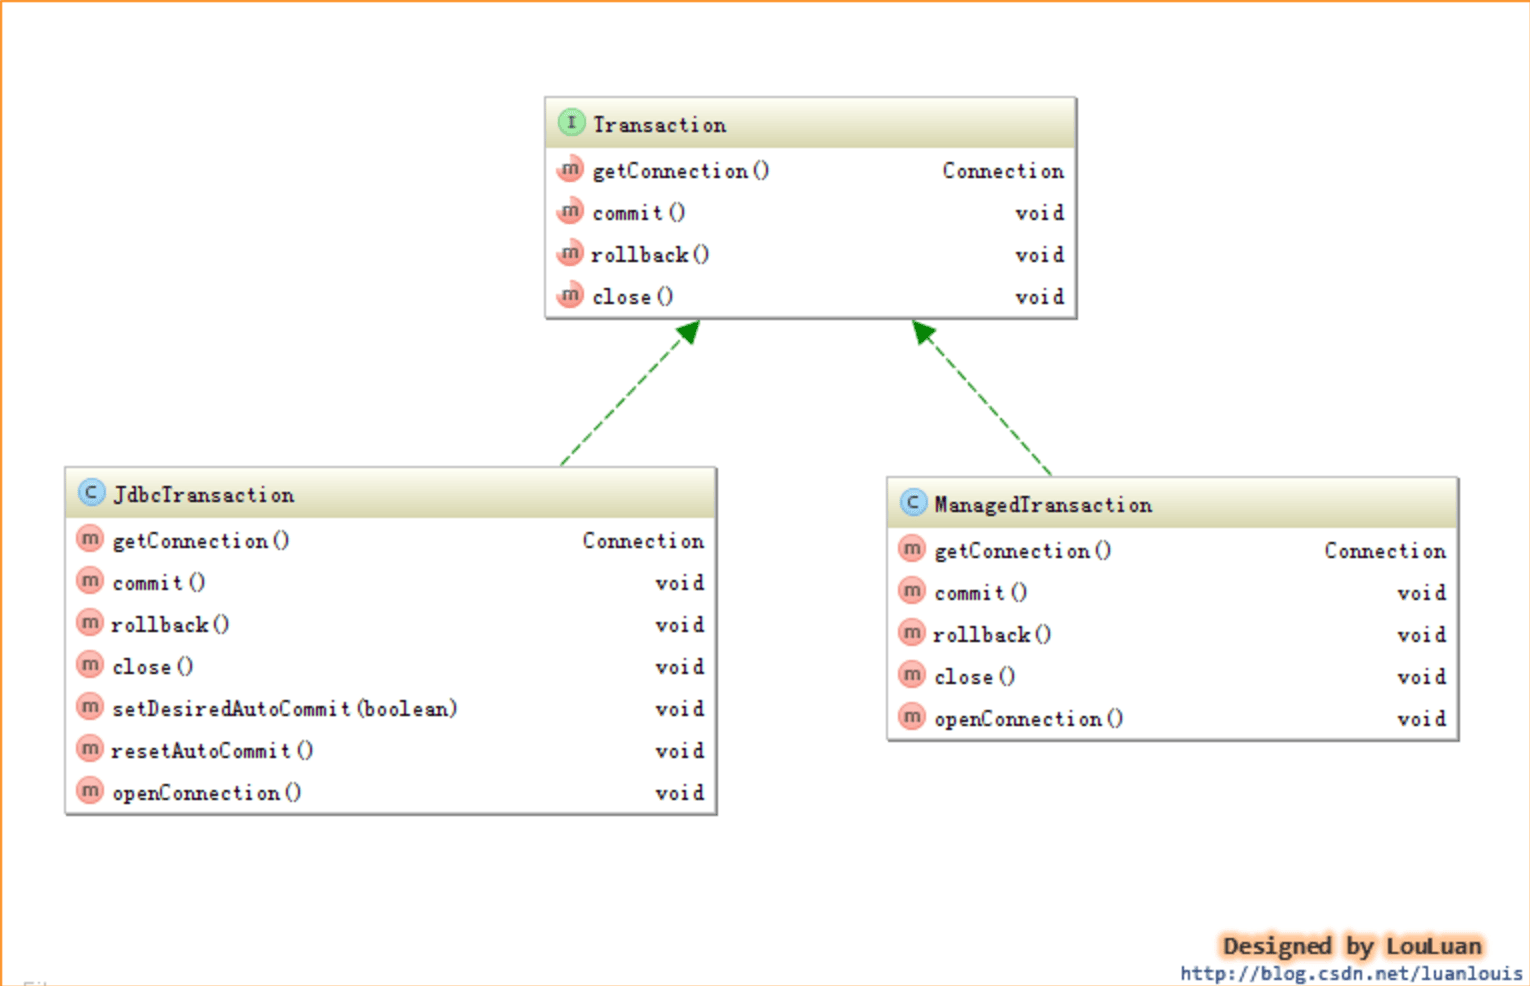 I Transaction
m getConnection() Connection
m commit() void
m rollback() void
m close() void
C JdbcTransaction
m getConnection() Connection
m commit() void
m rollback() void
m close() void
m setDesiredAutoCommit(boolean) void
m resetAutoCommit() void
m openConnection() void
C ManagedTransaction
m getConnection() Connection
m commit() void
m rollback() void
m close() void
m openConnection() void
Designed by LouLuan
http://blog.csdn.net/luanlouis